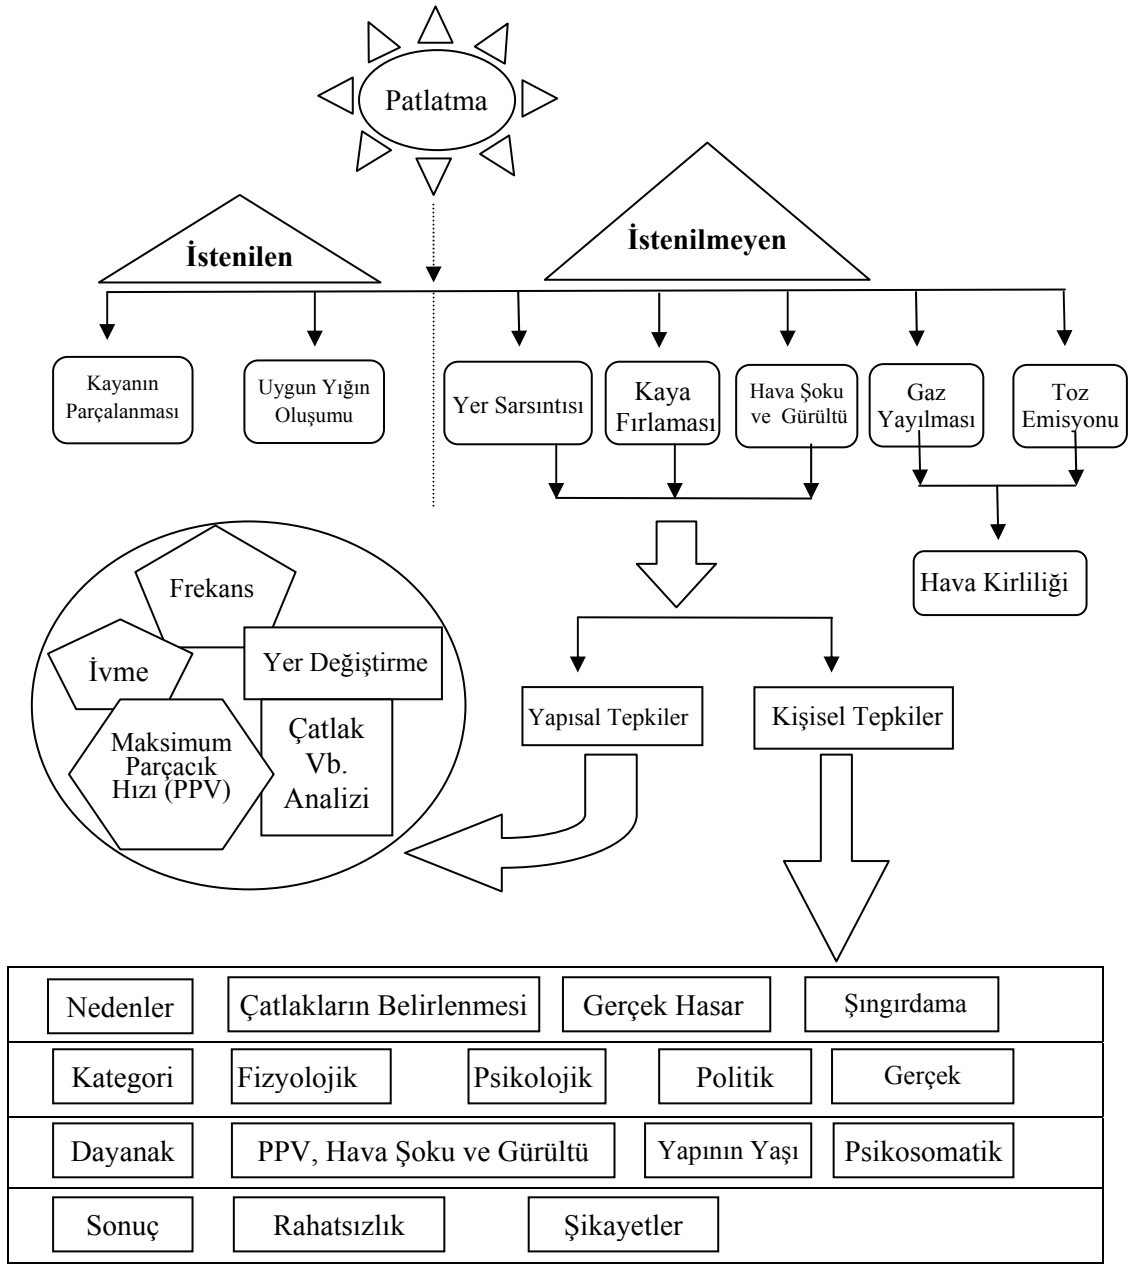 Patlatma
İstenilen
İstenilmeyen
Kayanın
Parçalanması
Uygun Yığın
Oluşumu
Yer Sarsıntısı
Kaya
Fırlaması
Hava Şoku
ve Gürültü
Gaz
Yayılması
Toz
Emisyonu
Hava Kirliliği
Frekans
İvme
Yer Değiştirme
Maksimum
Parçacık
Hızı (PPV)
Çatlak
Vb.
Analizi
Yapısal Tepkiler
Kişisel Tepkiler
Nedenler Çatlakların Belirlenmesi Gerçek Hasar Şıngırdama
Kategori Fizyolojik Psikolojik Politik Gerçek
Dayanak PPV, Hava Şoku ve Gürültü Yapının Yaşı Psikosomatik
Sonuç Rahatsızlık Şikayetler